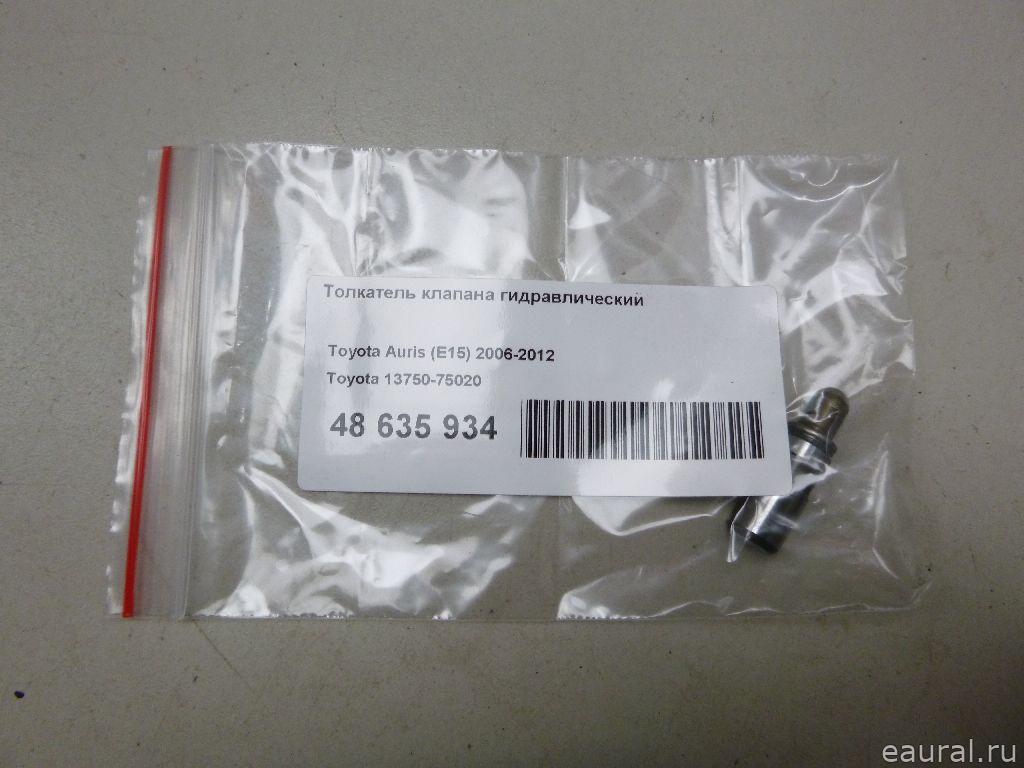 Толкатель клапана гидравлический
Toyota Auris (E15) 2006-2012
Toyota 13750-75020
48 635 934
eaural.ru